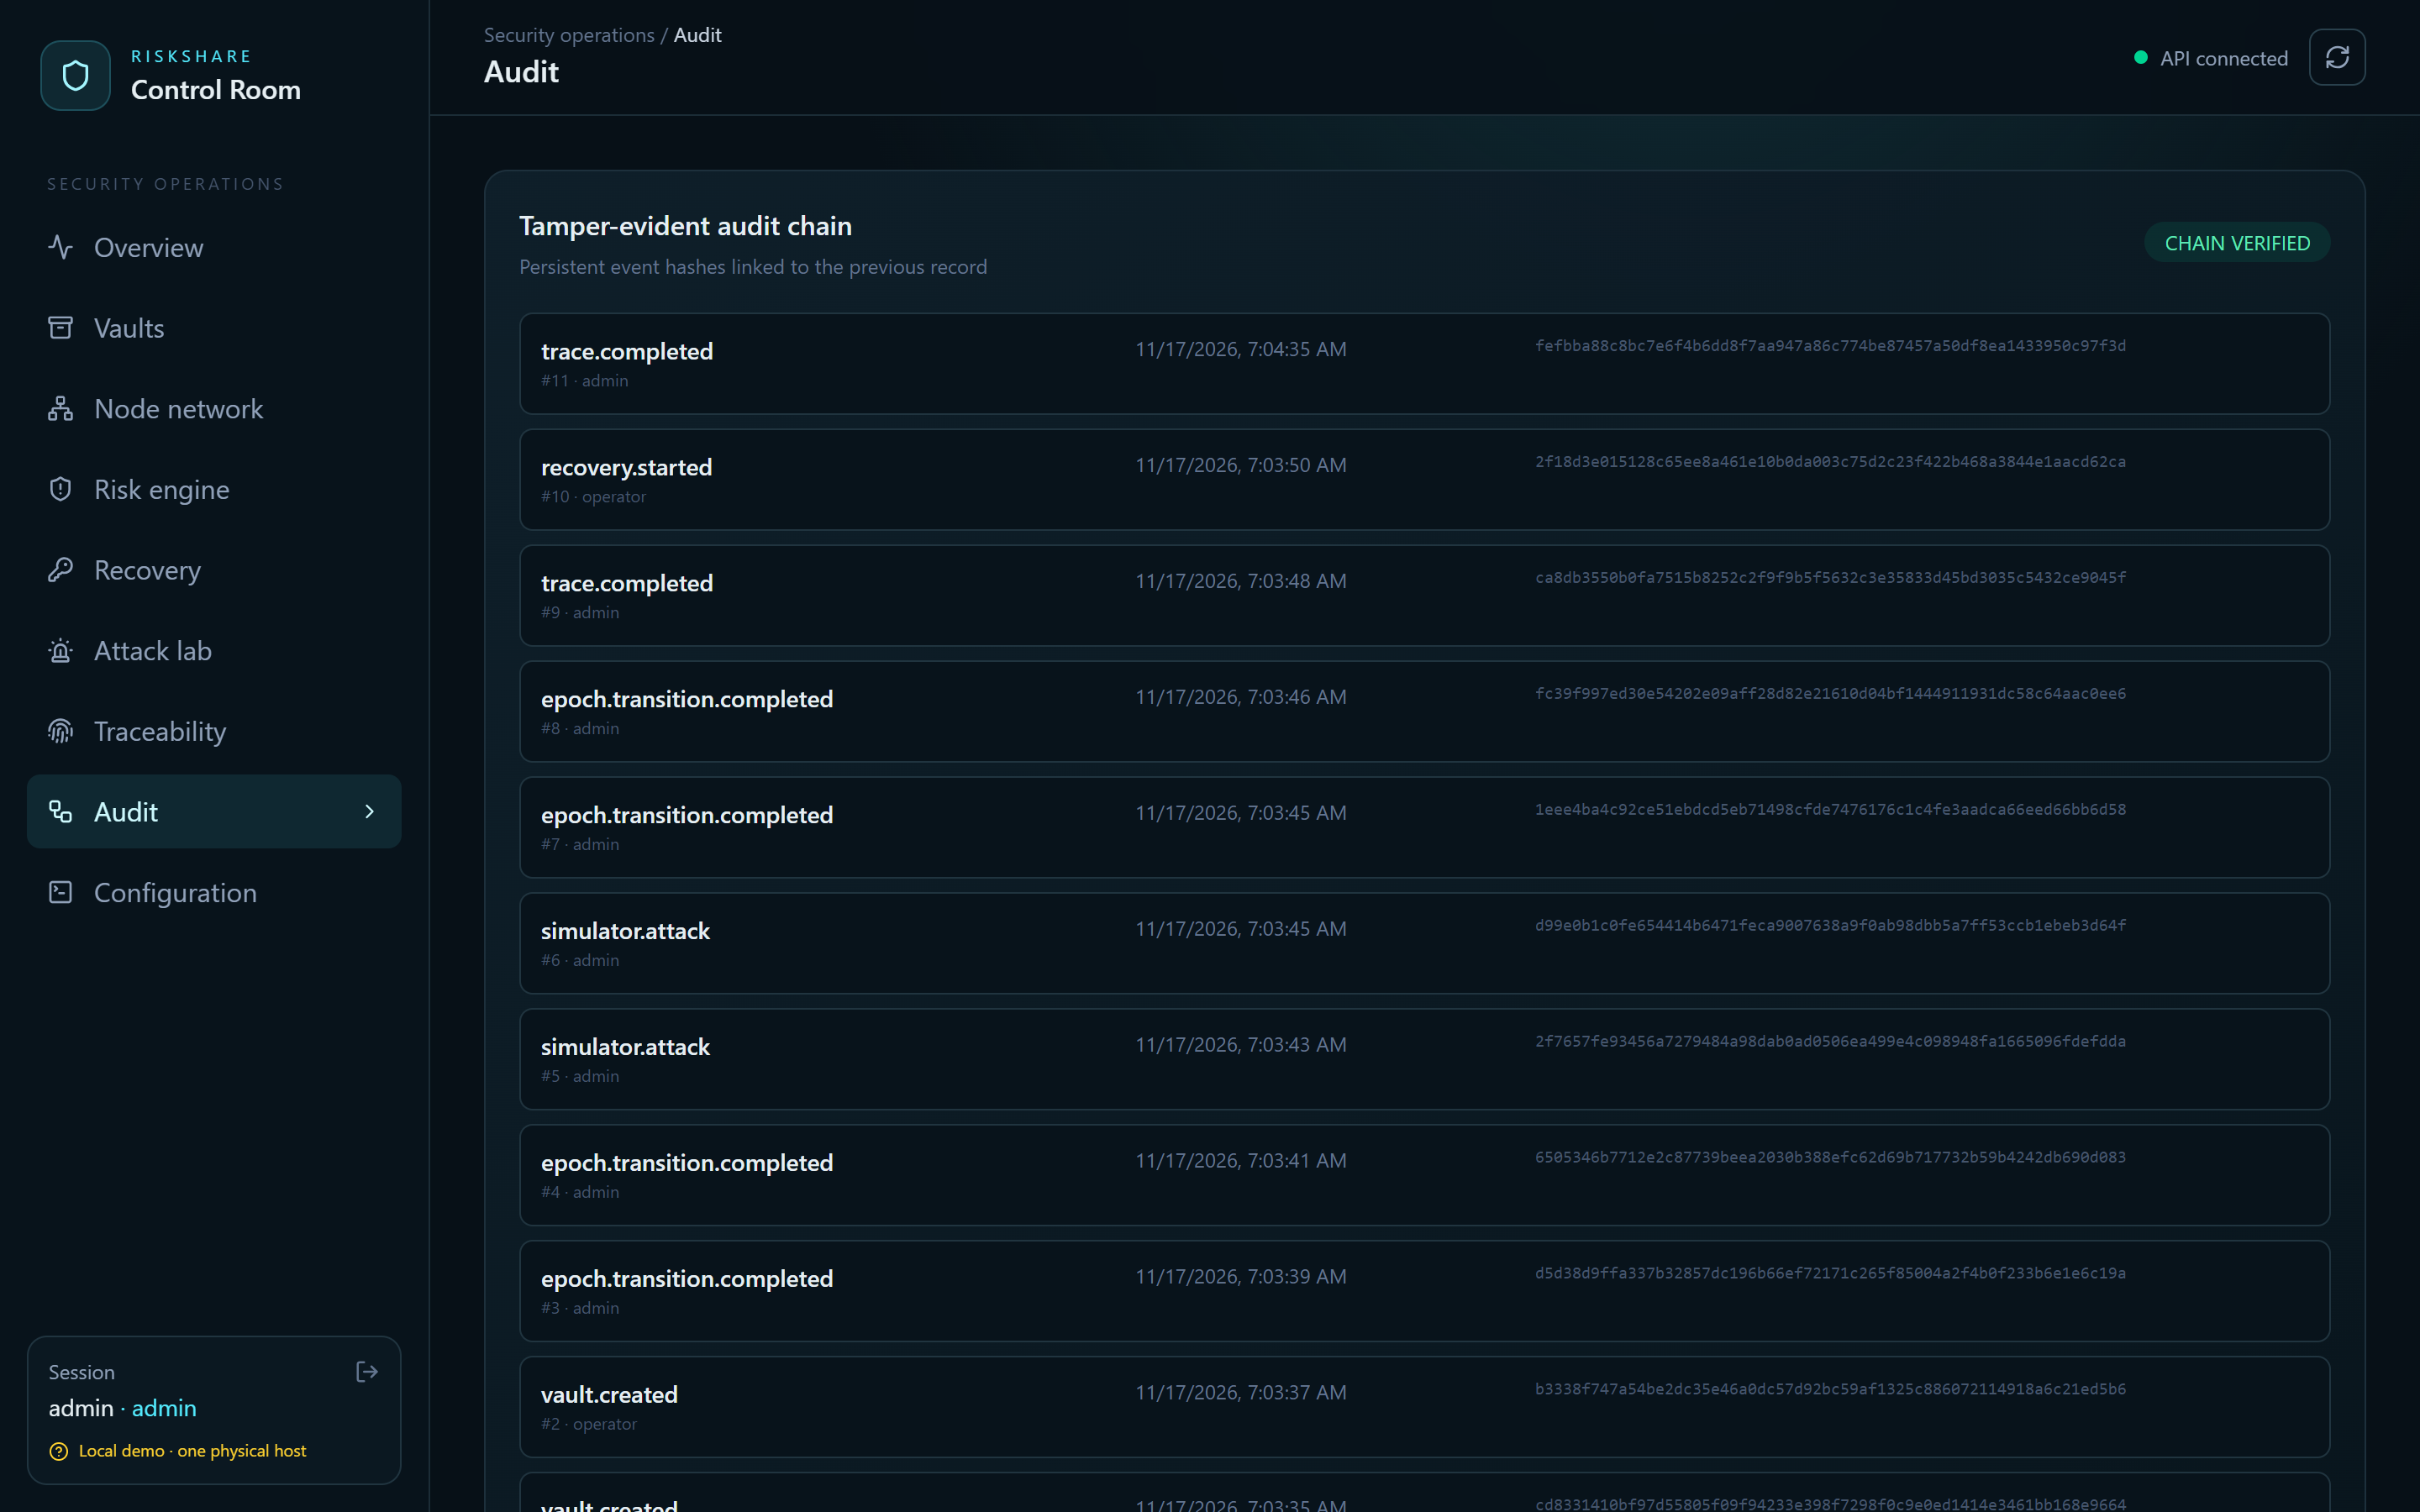 RISKSHARE
Control Room
SECURITY OPERATIONS
Overview
Vaults
Node network
Risk engine
Recovery
Attack lab
Traceability
Audit
Configuration
Session
admin · admin
Local demo · one physical host
Security operations / Audit
Audit
API connected
Tamper-evident audit chain
Persistent event hashes linked to the previous record
CHAIN VERIFIED
trace.completed
#11 · admin
11/17/2026, 7:04:35 AM
fefbba88c8bc7e6f4b6dd8f7aa947a86c774be87457a50df8ea1433950c97f3d
recovery.started
#10 · operator
11/17/2026, 7:03:50 AM
2f18d3e015128c65ee8a461e10b0da003c75d2c23f422b468a3844e1aacd62ca
trace.completed
#9 · admin
11/17/2026, 7:03:48 AM
ca8db3550b0fa7515b8252c2f9f9b5f5632c3e35833d45bd3035c5432ce9045f
epoch.transition.completed
#8 · admin
11/17/2026, 7:03:46 AM
fc39f997ed30e54202e09aff28d82e21610d04bf1444911931dc58c64aac0ee6
epoch.transition.completed
#7 · admin
11/17/2026, 7:03:45 AM
1eee4ba4c92ce51ebdcd5eb71498cfde7476176c1c4fe3aadca66eed66bb6d58
simulator.attack
#6 · admin
11/17/2026, 7:03:45 AM
d99e0b1c0fe654414b6471feca9007638a9f0ab98dbb5a7ff53ccb1ebeb3d64f
simulator.attack
#5 · admin
11/17/2026, 7:03:43 AM
2f7657fe93456a7279484a98dab0ad0506ea499e4c098948fa1665096fdefdda
epoch.transition.completed
#4 · admin
11/17/2026, 7:03:41 AM
6505346b7712e2c87739beea2030b388efc62d69b717732b59b4242db690d083
epoch.transition.completed
#3 · admin
11/17/2026, 7:03:39 AM
d5d38d9ffa337b32857dc196b66ef72171c265f85004a2f4b0f233b6e1e6c19a
vault.created
#2 · operator
11/17/2026, 7:03:37 AM
b3338f747a54be2dc35e46a0dc57d92bc59af1325c886072114918a6c21ed5b6
vault.created
11/17/2026, 7:03:35 AM
cd8331410bf97d55805f09f94233e398f7298f0c9e0ed1414e3461bb168e9664